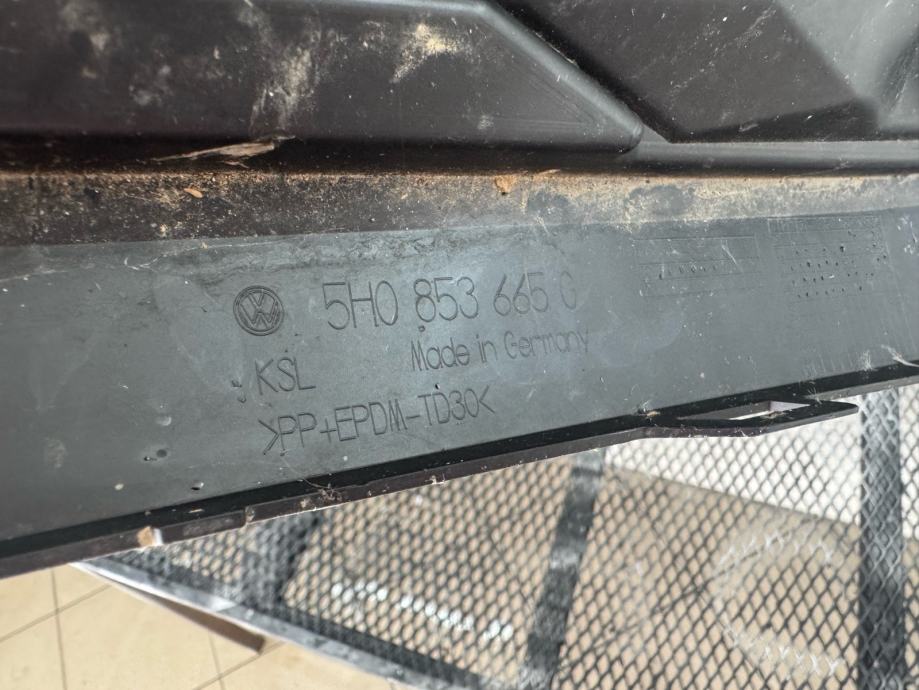 5H0 853 665 G
Made in Germany
KSL
>PP+EPDM-TD30<